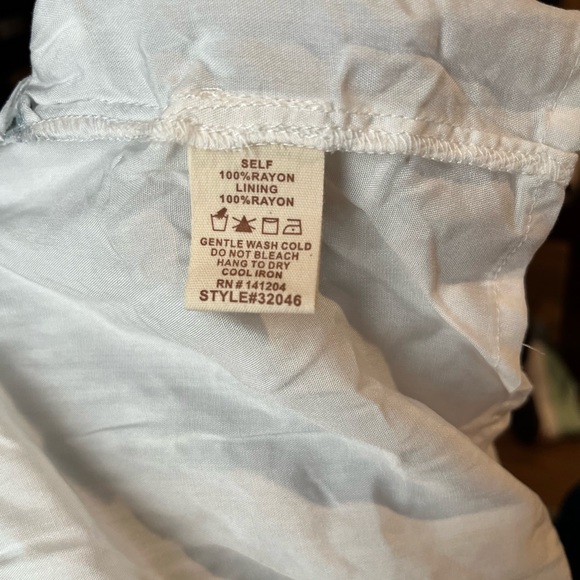 SELF
100%RAYON
LINING
100%RAYON
GENTLE WASH COLD
DO NOT BLEACH
HANG TO DRY
COOL IRON
RN # 141204
STYLE#32046